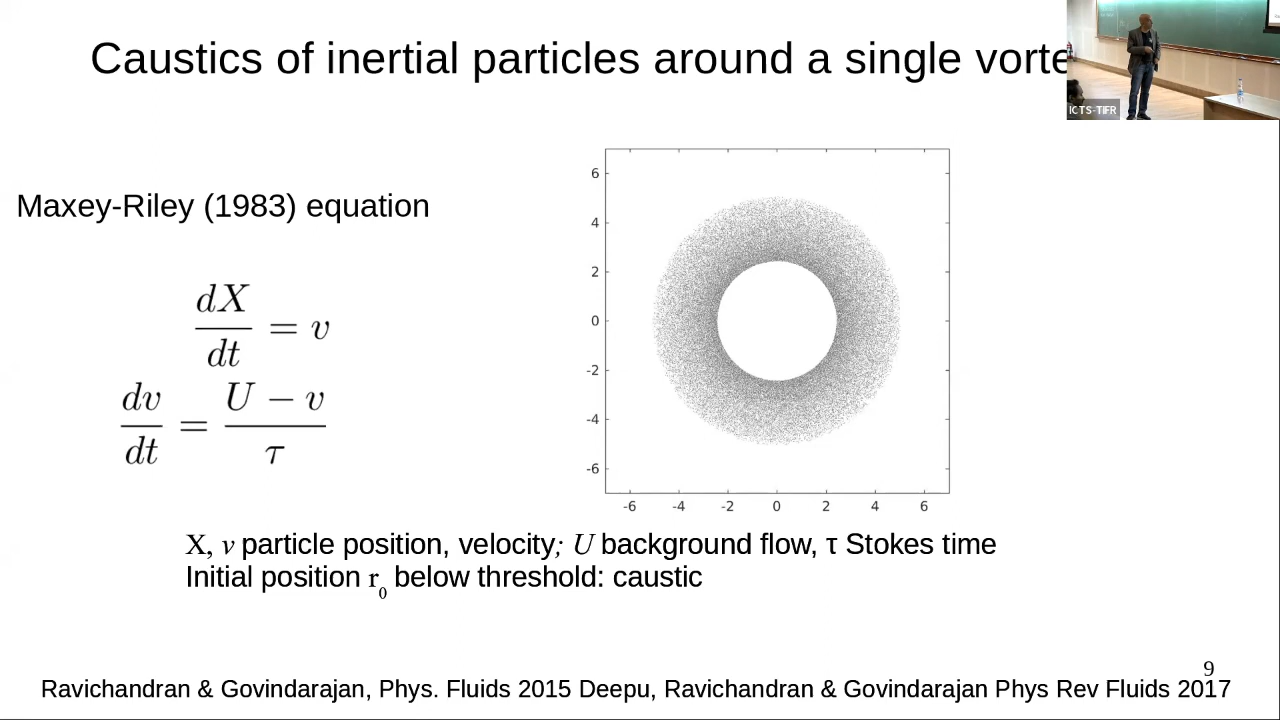 Caustics of inertial particles around a single vorte
ICTS-TIFR
Maxey-Riley (1983) equation
dX/dt = v
dv/dt = (U − v)/τ
6
4
2
0
-2
-4
-6
-6 -4 -2 0 2 4 6
X, v particle position, velocity; U background flow, τ Stokes time
Initial position r₀ below threshold: caustic
9
Ravichandran & Govindarajan, Phys. Fluids 2015 Deepu, Ravichandran & Govindarajan Phys Rev Fluids 2017